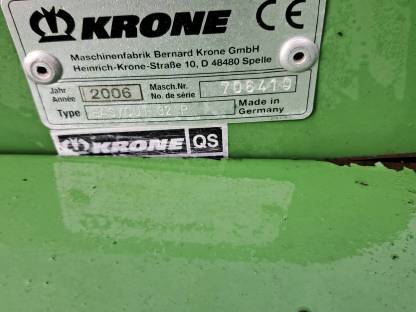 KRONE CE
Maschinenfabrik Bernard Krone GmbH
Heinrich-Krone-Straße 10, D 48480 Spelle
Jahr 2006 Masch.Nr. 706419
Année No. de série
Type Made in
Germany
KRONE QS